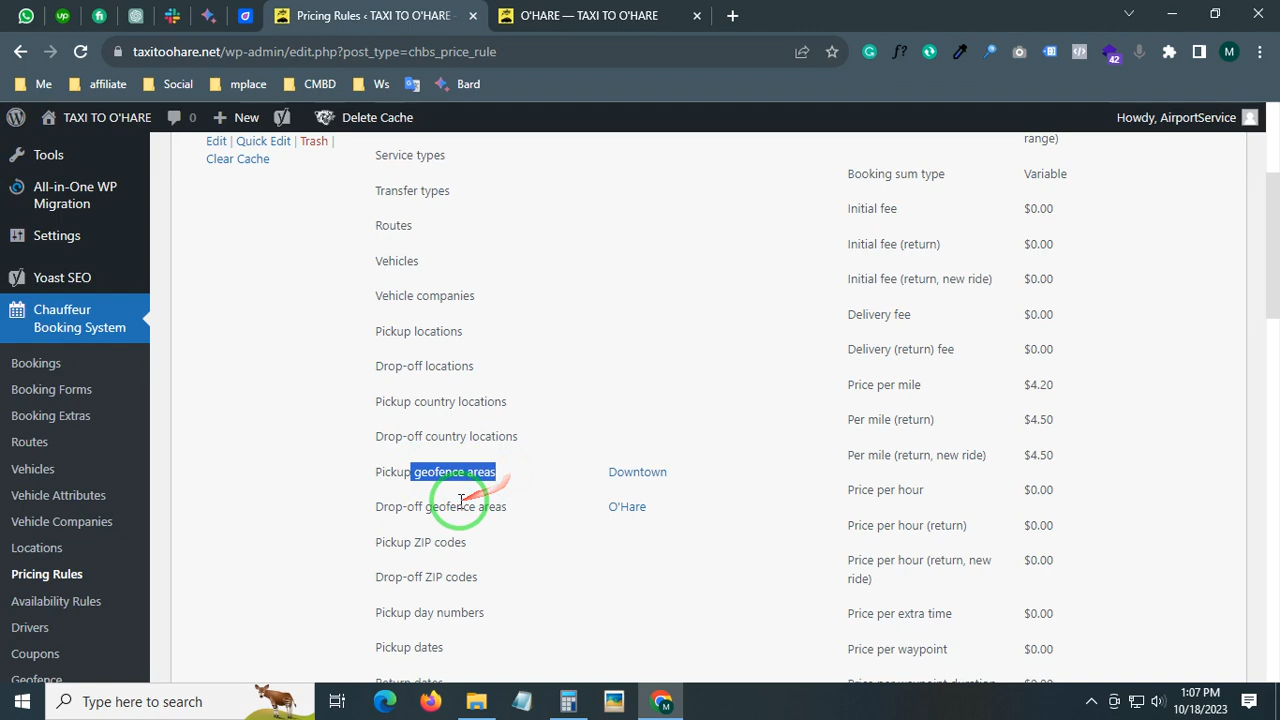 Pricing Rules ‹ TAXI TO O'HARE -
O'HARE — TAXI TO O'HARE
taxitoohare.net/wp-admin/edit.php?post_type=chbs_price_rule
42
M
Me
affiliate
Social
mplace
CMBD
Ws
Bard
TAXI TO O'HARE
0
New
Delete Cache
Howdy, AirportService
Tools
All-in-One WP
Migration
Settings
Yoast SEO
Chauffeur
Booking System
Bookings
Booking Forms
Booking Extras
Routes
Vehicles
Vehicle Attributes
Vehicle Companies
Locations
Pricing Rules
Availability Rules
Drivers
Coupons
Geofence
Edit | Quick Edit | Trash |
Clear Cache
Service types
Transfer types
Routes
Vehicles
Vehicle companies
Pickup locations
Drop-off locations
Pickup country locations
Drop-off country locations
Pickup geofence areas Downtown
Drop-off geofence areas O'Hare
Pickup ZIP codes
Drop-off ZIP codes
Pickup day numbers
Pickup dates
Return dates
range)
Booking sum type Variable
Initial fee $0.00
Initial fee (return) $0.00
Initial fee (return, new ride) $0.00
Delivery fee $0.00
Delivery (return) fee $0.00
Price per mile $4.20
Per mile (return) $4.50
Per mile (return, new ride) $4.50
Price per hour $0.00
Price per hour (return) $0.00
Price per hour (return, new $0.00
ride)
Price per extra time $0.00
Price per waypoint $0.00
Price per waypoint duration $0.00
Type here to search
1:07 PM
10/18/2023